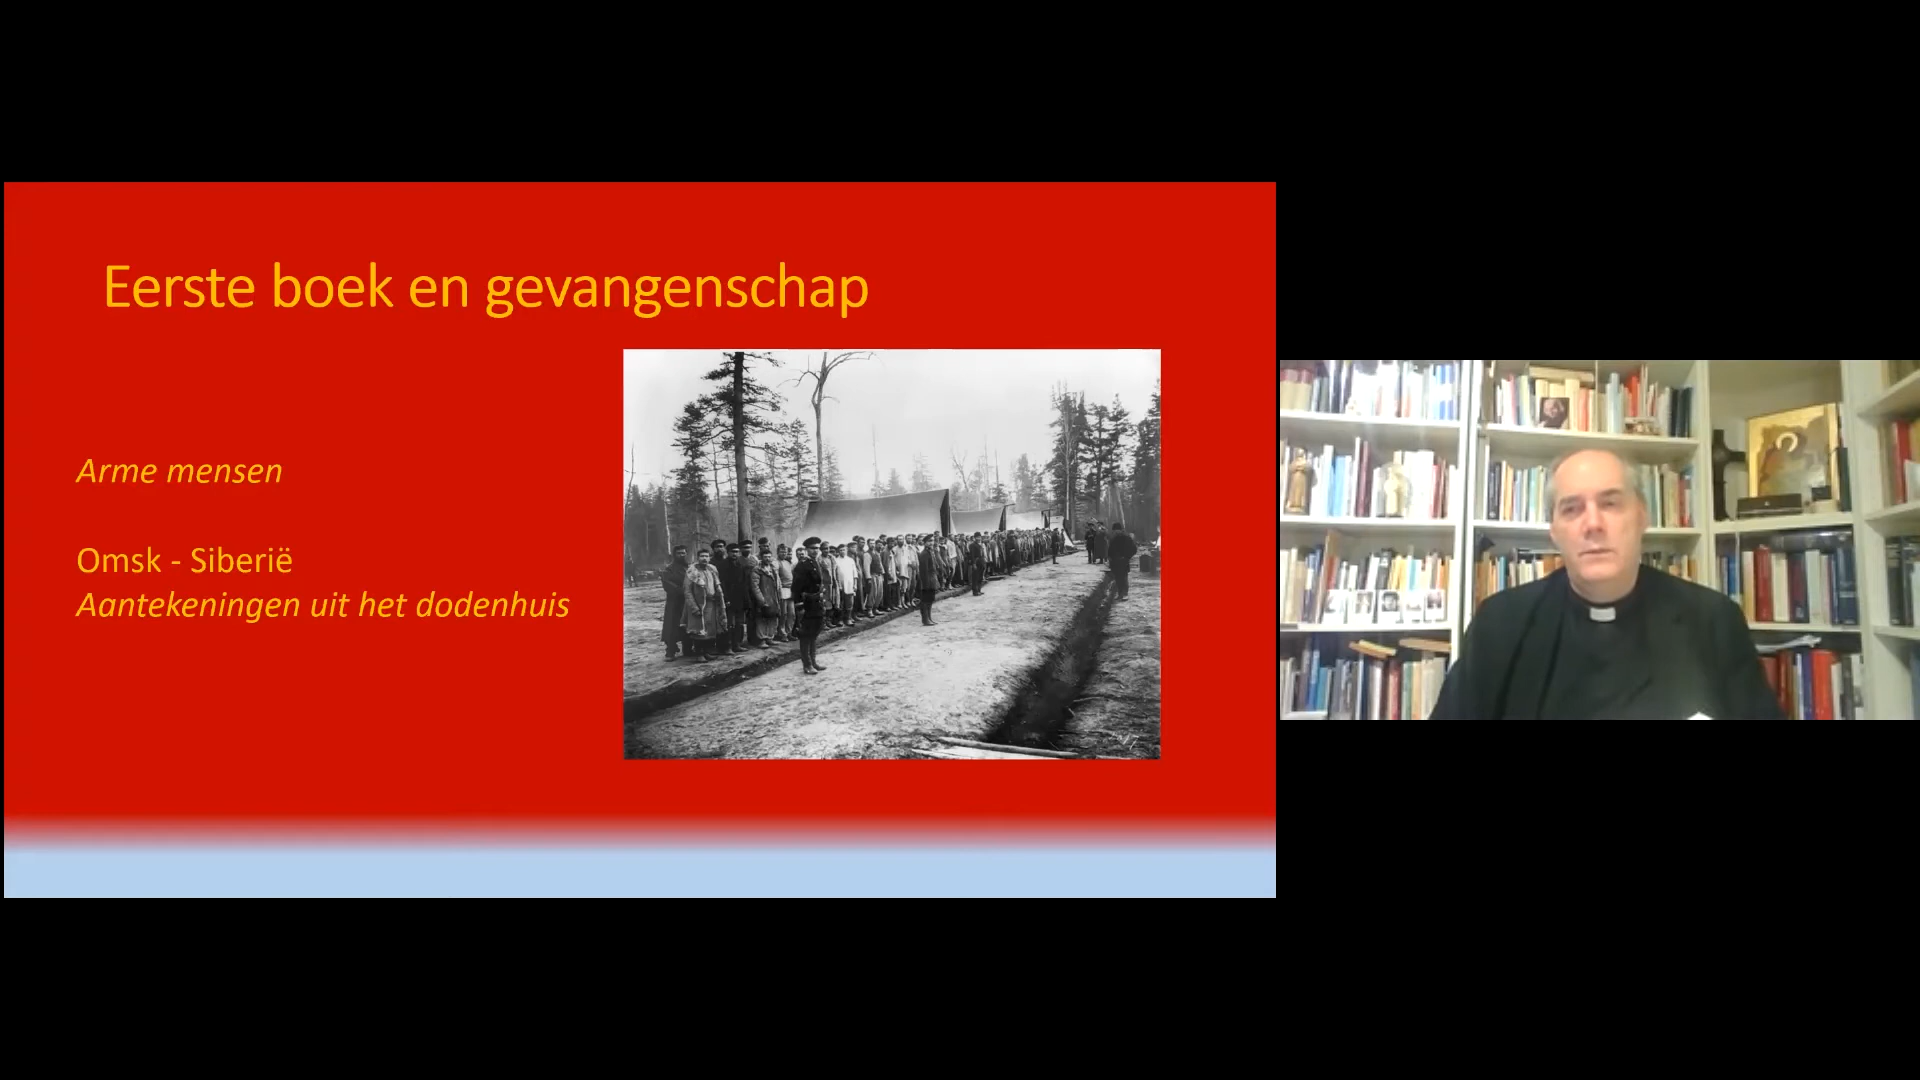 Eerste boek en gevangenschap
Arme mensen
Omsk - Siberië
Aantekeningen uit het dodenhuis